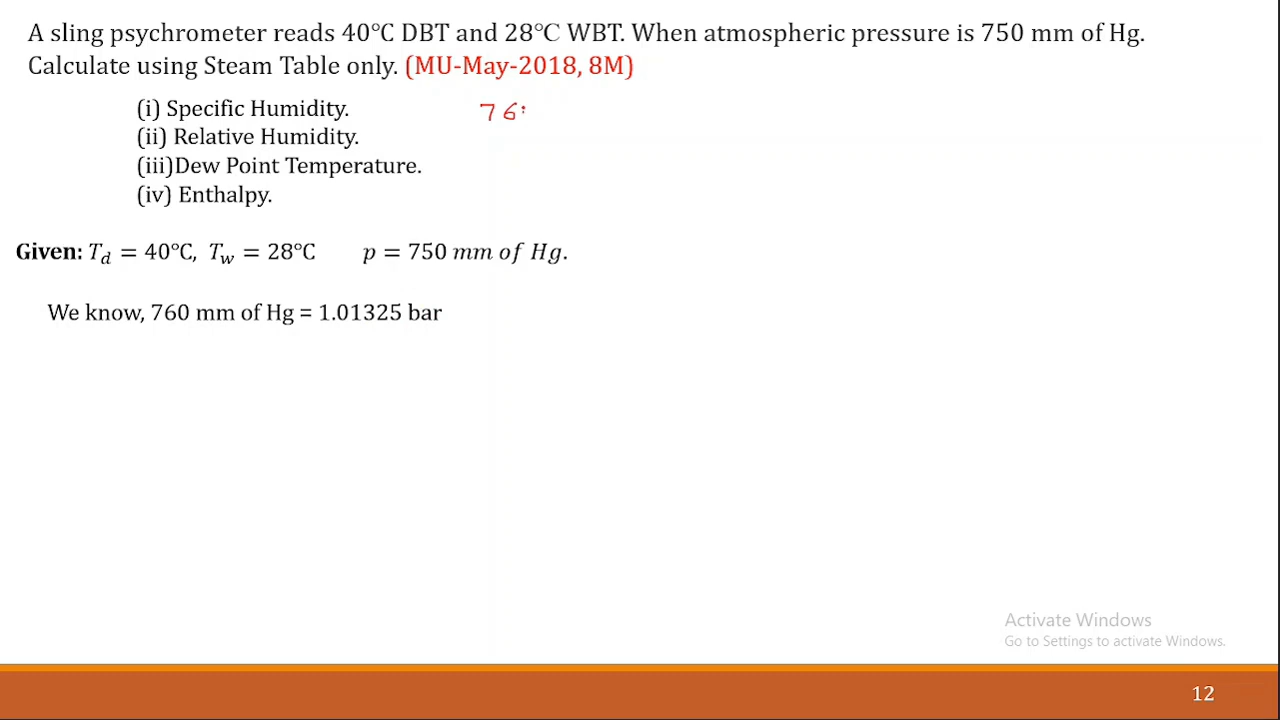 A sling psychrometer reads 40℃ DBT and 28℃ WBT. When atmospheric pressure is 750 mm of Hg.
Calculate using Steam Table only. (MU-May-2018, 8M)
(i) Specific Humidity.
76
(ii) Relative Humidity.
(iii)Dew Point Temperature.
(iv) Enthalpy.
Given: T_d = 40℃, T_w = 28℃ p = 750 mm of Hg.
We know, 760 mm of Hg = 1.01325 bar
Activate Windows
Go to Settings to activate Windows.
12